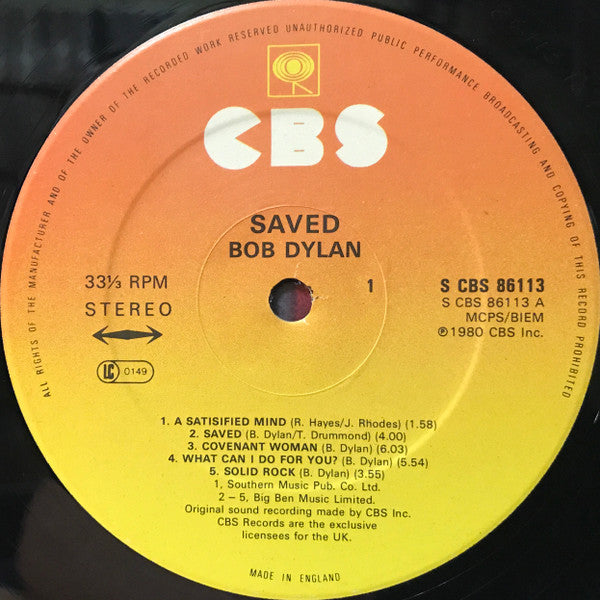 ALL RIGHTS OF THE MANUFACTURER AND OF THE OWNER OF THE RECORDED WORK RESERVED UNAUTHORIZED PUBLIC PERFORMANCE BROADCASTING AND COPYING OF THIS RECORD PROHIBITED
CBS
SAVED
BOB DYLAN
33⅓ RPM
STEREO
LC 0149
1
S CBS 86113
S CBS 86113 A
MCPS/BIEM
℗1980 CBS Inc.
1. A SATISIFIED MIND (R. Hayes/J. Rhodes) (1.58)
2. SAVED (B. Dylan/T. Drummond) (4.00)
3. COVENANT WOMAN (B. Dylan) (6.03)
4. WHAT CAN I DO FOR YOU? (B. Dylan) (5.54)
5. SOLID ROCK (B. Dylan) (3.55)
1, Southern Music Pub. Co. Ltd.
2 – 5, Big Ben Music Limited.
Original sound recording made by CBS Inc.
CBS Records are the exclusive
licensees for the UK.
MADE IN ENGLAND